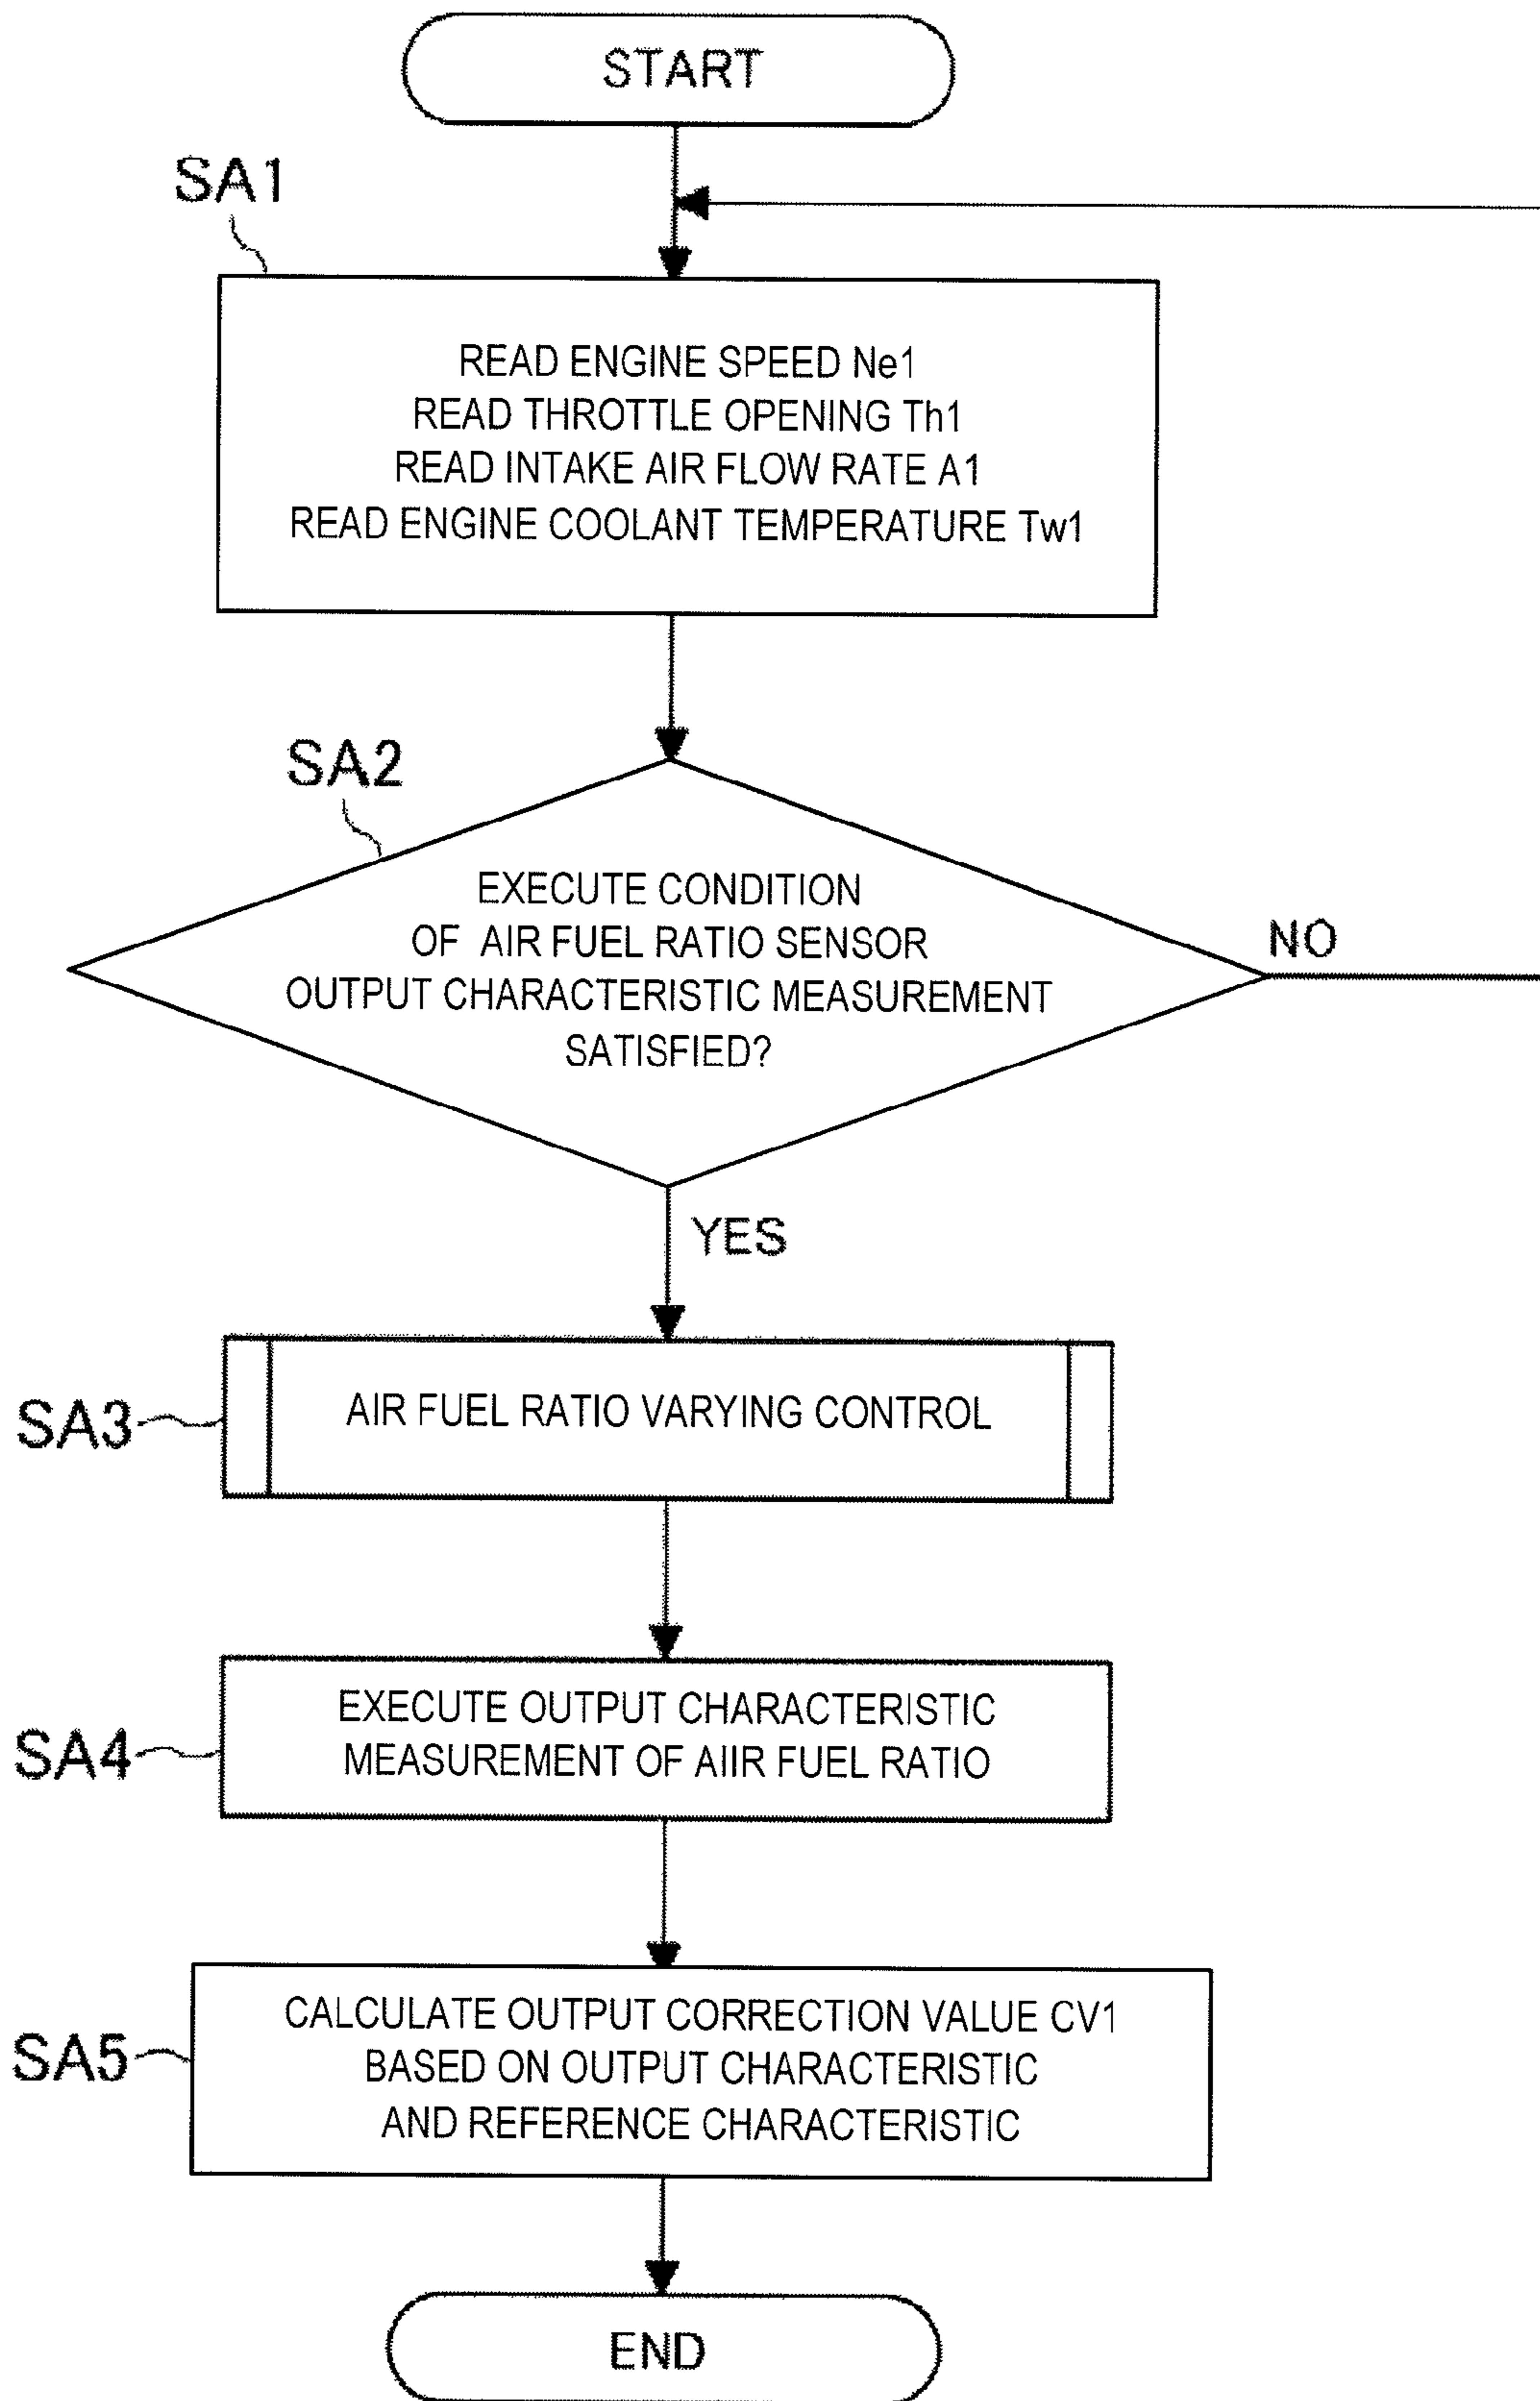 START
SA1
READ ENGINE SPEED Ne1
READ THROTTLE OPENING Th1
READ INTAKE AIR FLOW RATE A1
READ ENGINE COOLANT TEMPERATURE Tw1
SA2
EXECUTE CONDITION
OF AIR FUEL RATIO SENSOR
OUTPUT CHARACTERISTIC MEASUREMENT
SATISFIED?
NO
YES
SA3
AIR FUEL RATIO VARYING CONTROL
SA4
EXECUTE OUTPUT CHARACTERISTIC
MEASUREMENT OF AIIR FUEL RATIO
SA5
CALCULATE OUTPUT CORRECTION VALUE CV1
BASED ON OUTPUT CHARACTERISTIC
AND REFERENCE CHARACTERISTIC
END